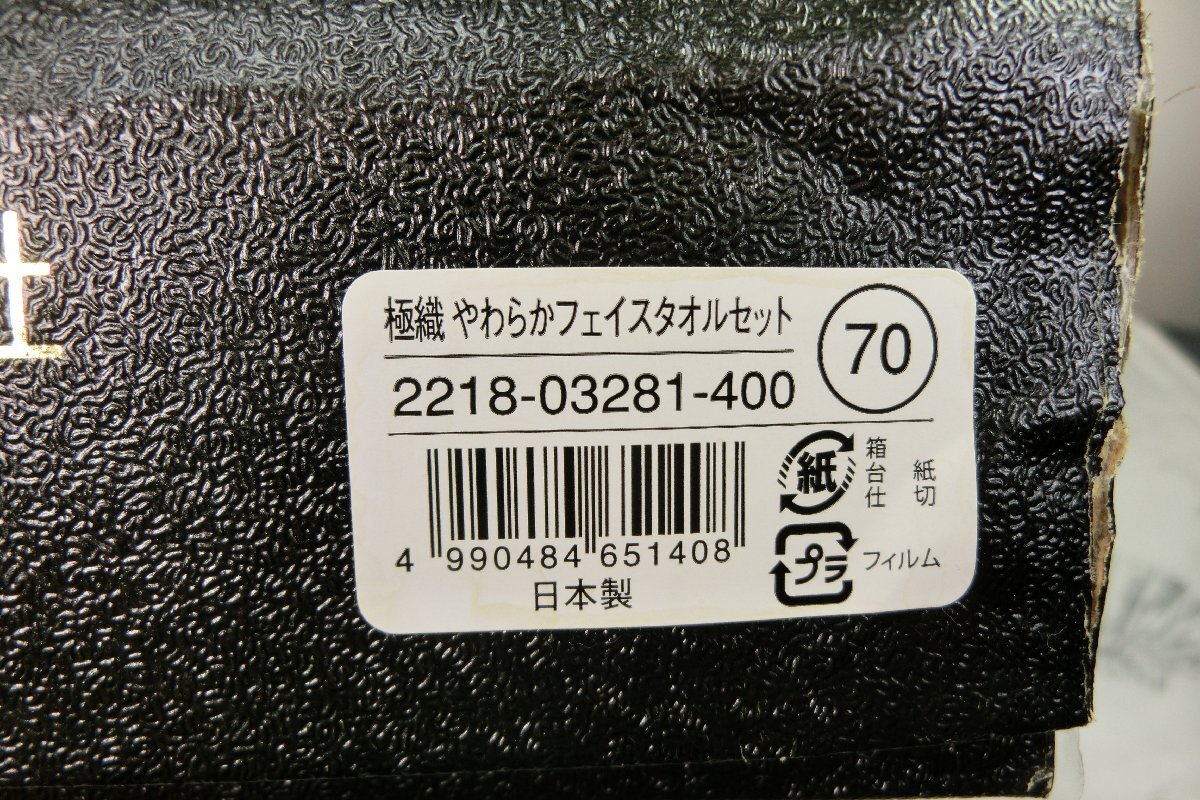 極織 やわらかフェイスタオルセット
70
2218-03281-400
紙
箱 紙
台 切
仕
プラ
フィルム
4 990484 651408
日本製